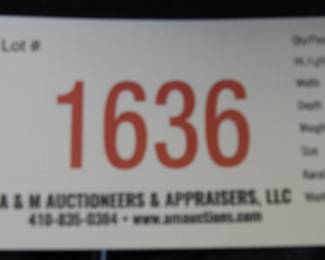 Lot #
1636
A & M AUCTIONEERS & APPRAISERS, LLC
410-835-0384 • www.amauctions.com
Width
Depth
Size